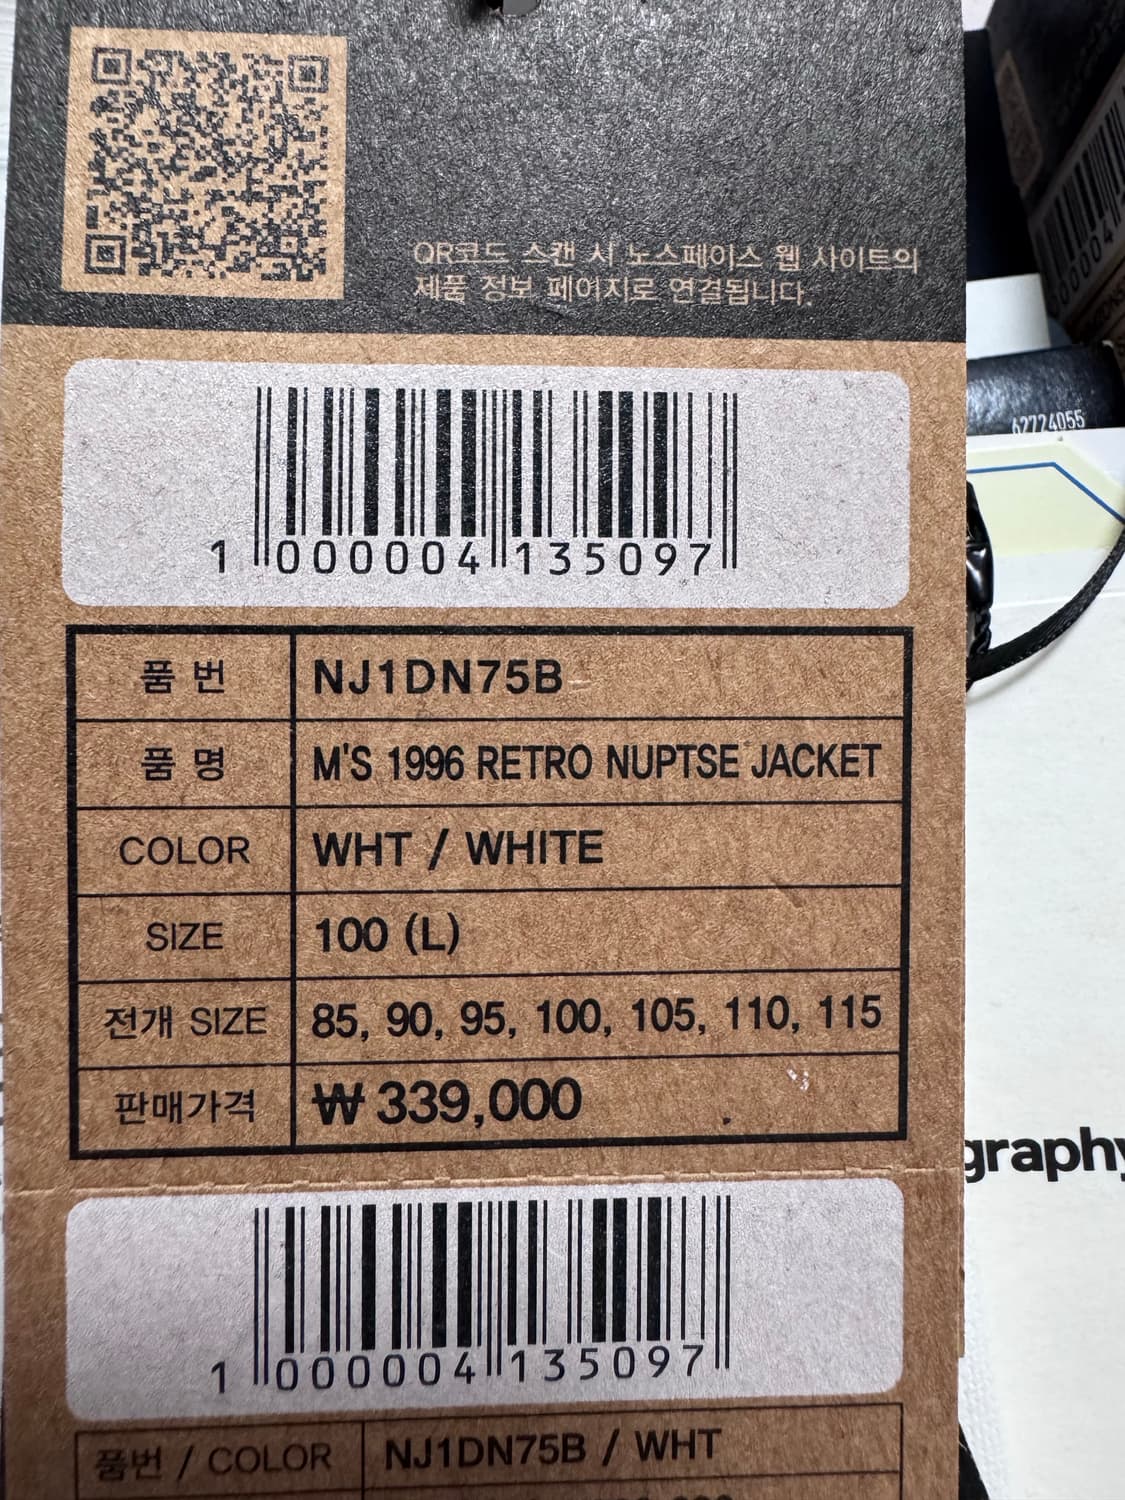 QR코드 스캔 시 노스페이스 웹 사이트의
제품 정보 페이지로 연결됩니다.
62724055
1 000004 135097
품 번 NJ1DN75B
품 명 M'S 1996 RETRO NUPTSE JACKET
COLOR WHT / WHITE
SIZE 100 (L)
전개 SIZE 85, 90, 95, 100, 105, 110, 115
판매가격 ₩ 339,000
graphy
1 000004 135097
품번 / COLOR NJ1DN75B / WHT